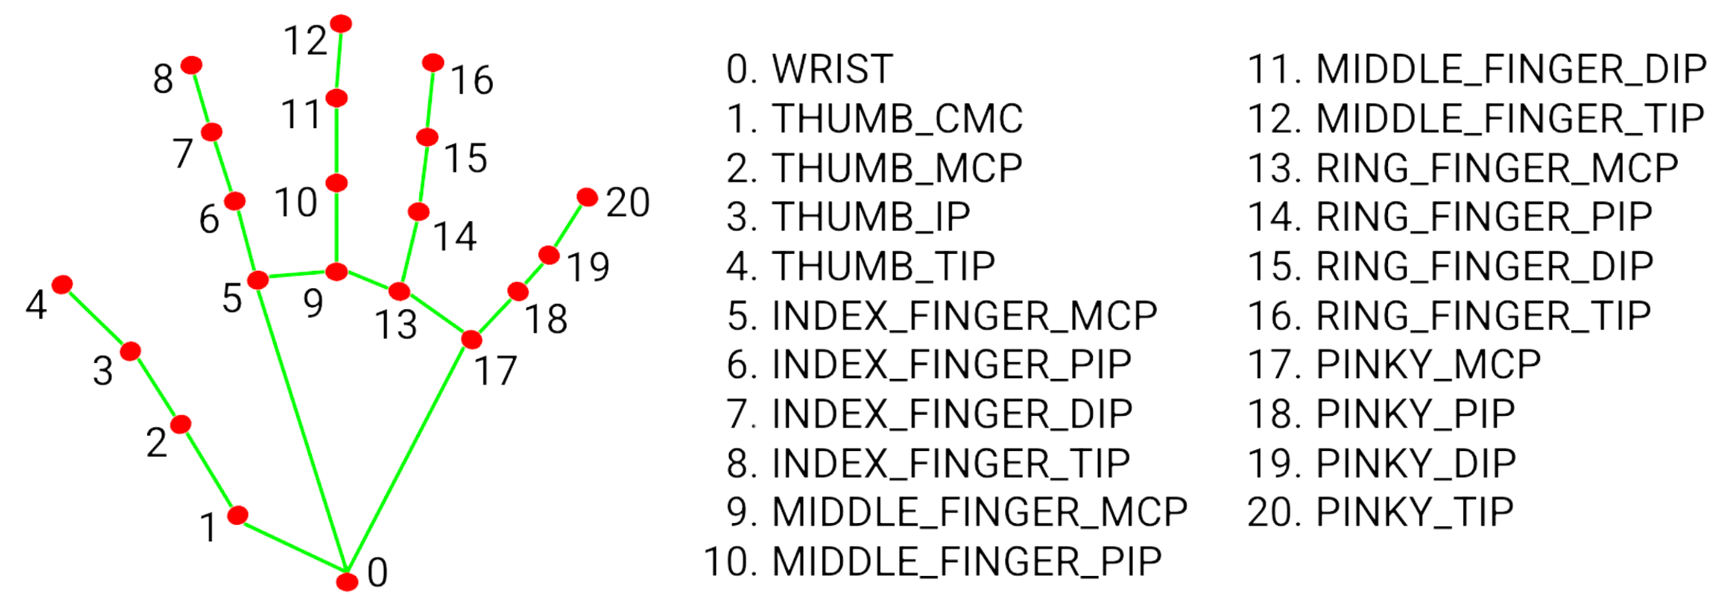 12
16
8
11
7
15
10
20
6
14
19
4
5
9
13
18
3
17
2
1
0
0. WRIST
1. THUMB_CMC
2. THUMB_MCP
3. THUMB_IP
4. THUMB_TIP
5. INDEX_FINGER_MCP
6. INDEX_FINGER_PIP
7. INDEX_FINGER_DIP
8. INDEX_FINGER_TIP
9. MIDDLE_FINGER_MCP
10. MIDDLE_FINGER_PIP
11. MIDDLE_FINGER_DIP
12. MIDDLE_FINGER_TIP
13. RING_FINGER_MCP
14. RING_FINGER_PIP
15. RING_FINGER_DIP
16. RING_FINGER_TIP
17. PINKY_MCP
18. PINKY_PIP
19. PINKY_DIP
20. PINKY_TIP